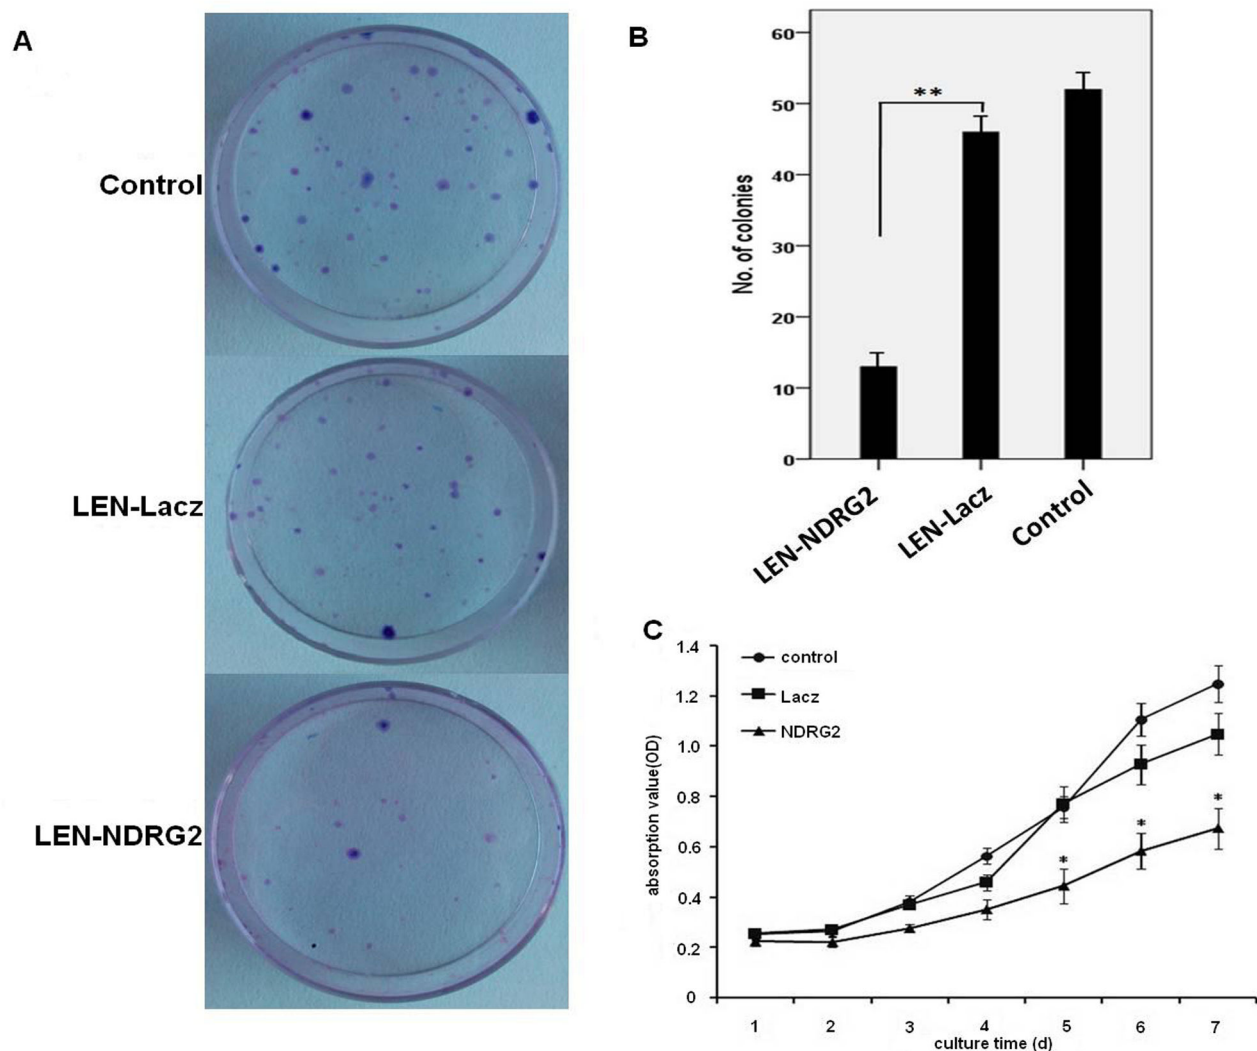 A
Control
LEN-Lacz
LEN-NDRG2
B
60
50
40
30
20
10
0
No. of colonies
**
LEN-NDRG2
LEN-Lacz
Control
C
1.4
1.2
1.0
0.8
0.6
0.4
0.2
0
absorption value(OD)
control
Lacz
NDRG2
*
*
*
1 2 3 4 5 6 7
culture time (d)